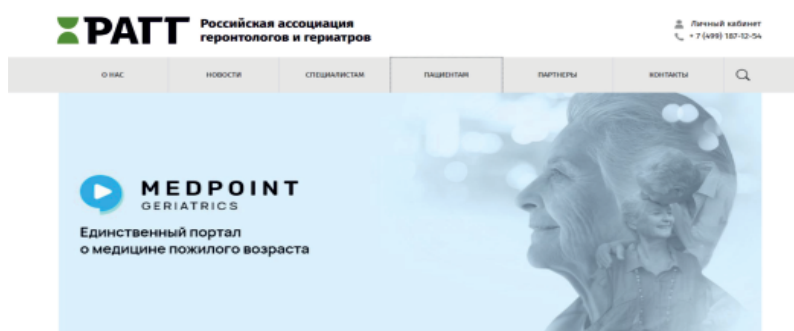 РАГГ
Российская ассоциация
геронтологов и гериатров
Личный кабинет
+ 7 (499) 187-12-54
О НАС
НОВОСТИ
СПЕЦИАЛИСТАМ
ПАЦИЕНТАМ
ПАРТНЕРЫ
КОНТАКТЫ
MEDPOINT
GERIATRICS
Единственный портал
о медицине пожилого возраста